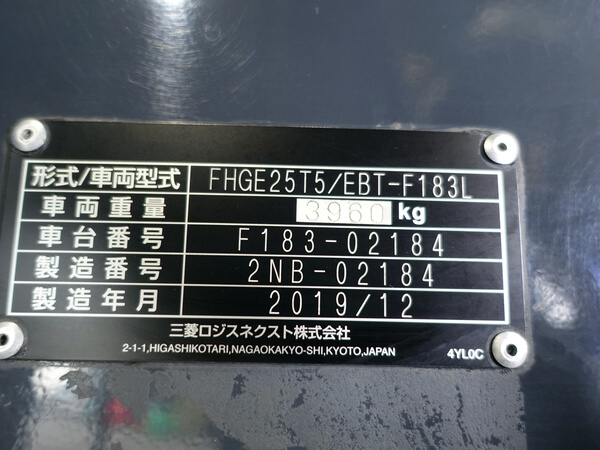 形式/車両型式 FHGE25T5/EBT-F183L
車両重量 3960kg
車台番号 F183-02184
製造番号 2NB-02184
製造年月 2019/12
三菱ロジスネクスト株式会社
2-1-1,HIGASHIKOTARI,NAGAOKAKYO-SHI,KYOTO,JAPAN 4YL0C